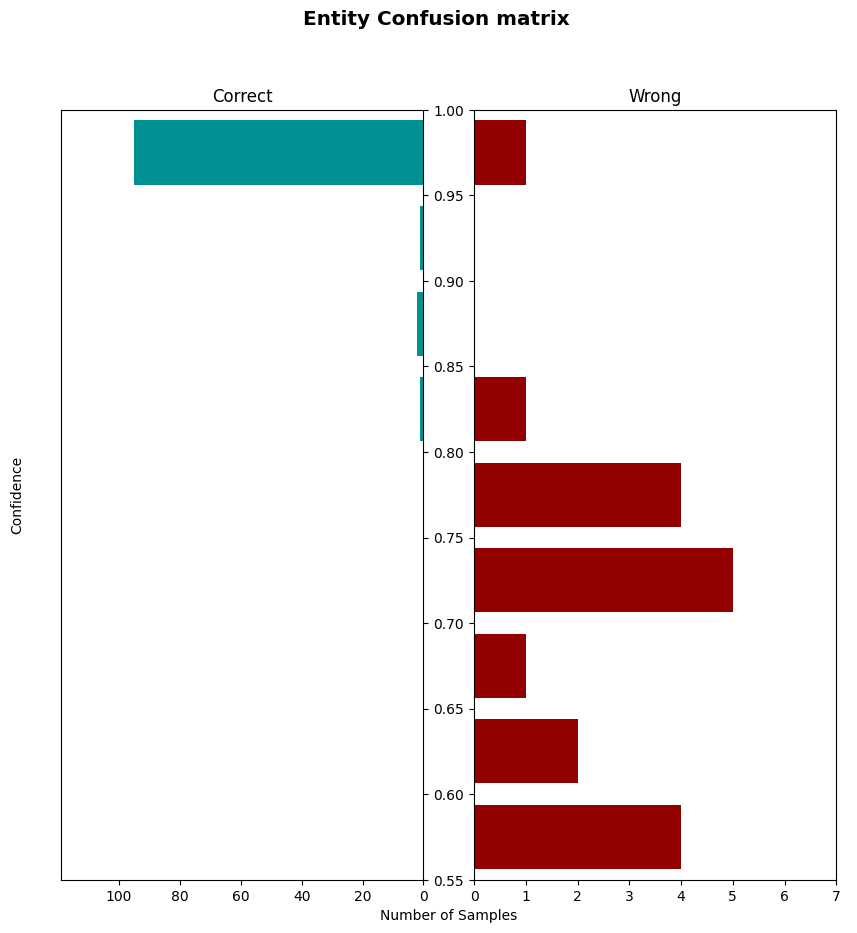 Entity Confusion matrix
Correct
Wrong
1.00
0.95
0.90
0.85
0.80
0.75
0.70
0.65
0.60
0.55
Confidence
100 80 60 40 20 0
0 1 2 3 4 5 6 7
Number of Samples